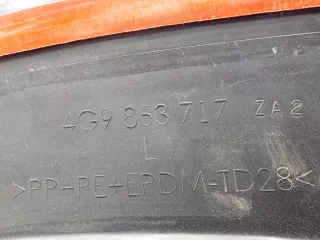 4G9 853 717 ZA2
L
>PP+PE+EPDM-TD28<